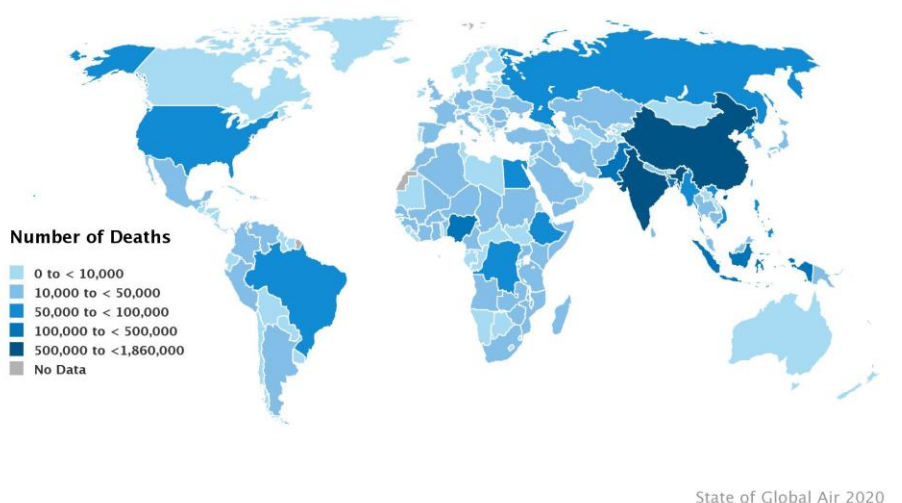 Number of Deaths
0 to < 10,000
10,000 to < 50,000
50,000 to < 100,000
100,000 to < 500,000
500,000 to <1,860,000
No Data
State of Global Air 2020